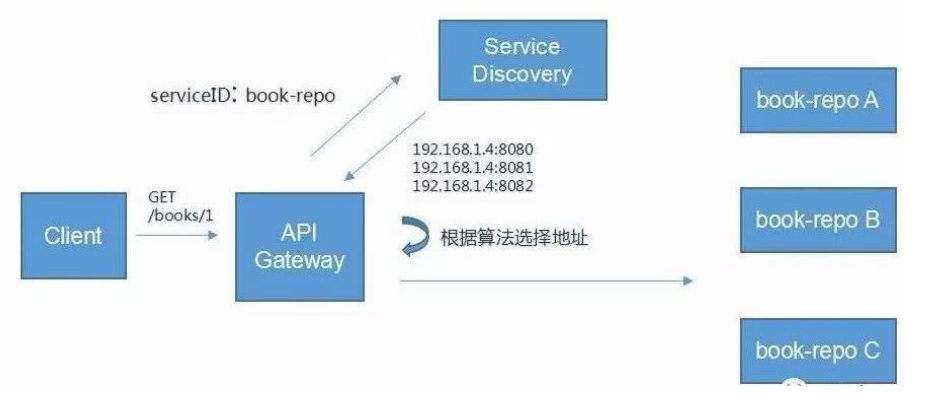 Service
Discovery
serviceID: book-repo
book-repo A
192.168.1.4:8080
192.168.1.4:8081
192.168.1.4:8082
GET
/books/1
Client
API
Gateway
根据算法选择地址
book-repo B
book-repo C